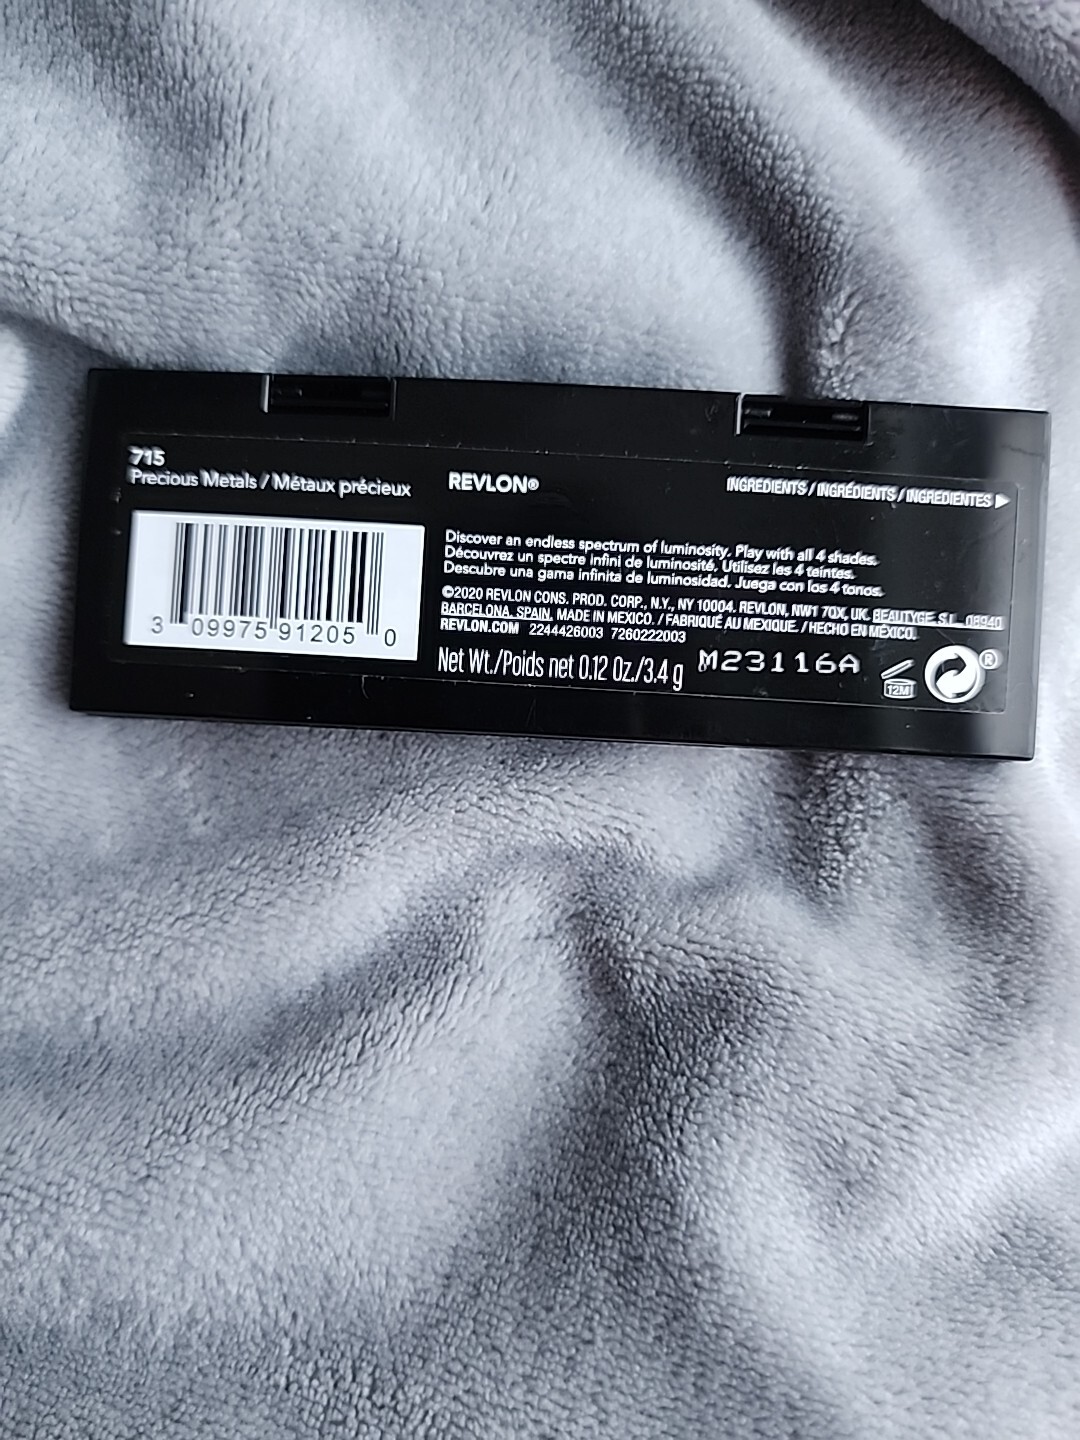 715
Precious Metals / Métaux précieux
3 09975 91205 0
REVLON®
INGREDIENTS / INGRÉDIENTS / INGREDIENTES ▶
Discover an endless spectrum of luminosity. Play with all 4 shades.
Découvrez un spectre infini de luminosité. Utilisez les 4 teintes.
Descubre una gama infinita de luminosidad. Juega con los 4 tonos.
©2020 REVLON CONS. PROD. CORP., N.Y., NY 10004. REVLON, NW1 7QX, UK. BEAUTYGE S.L. 08940
BARCELONA, SPAIN. MADE IN MEXICO. / FABRIQUÉ AU MEXIQUE. / HECHO EN MÉXICO.
REVLON.COM 2244426003 7260222003
Net Wt./Poids net 0.12 Oz./3.4 g M23116A 12M ®